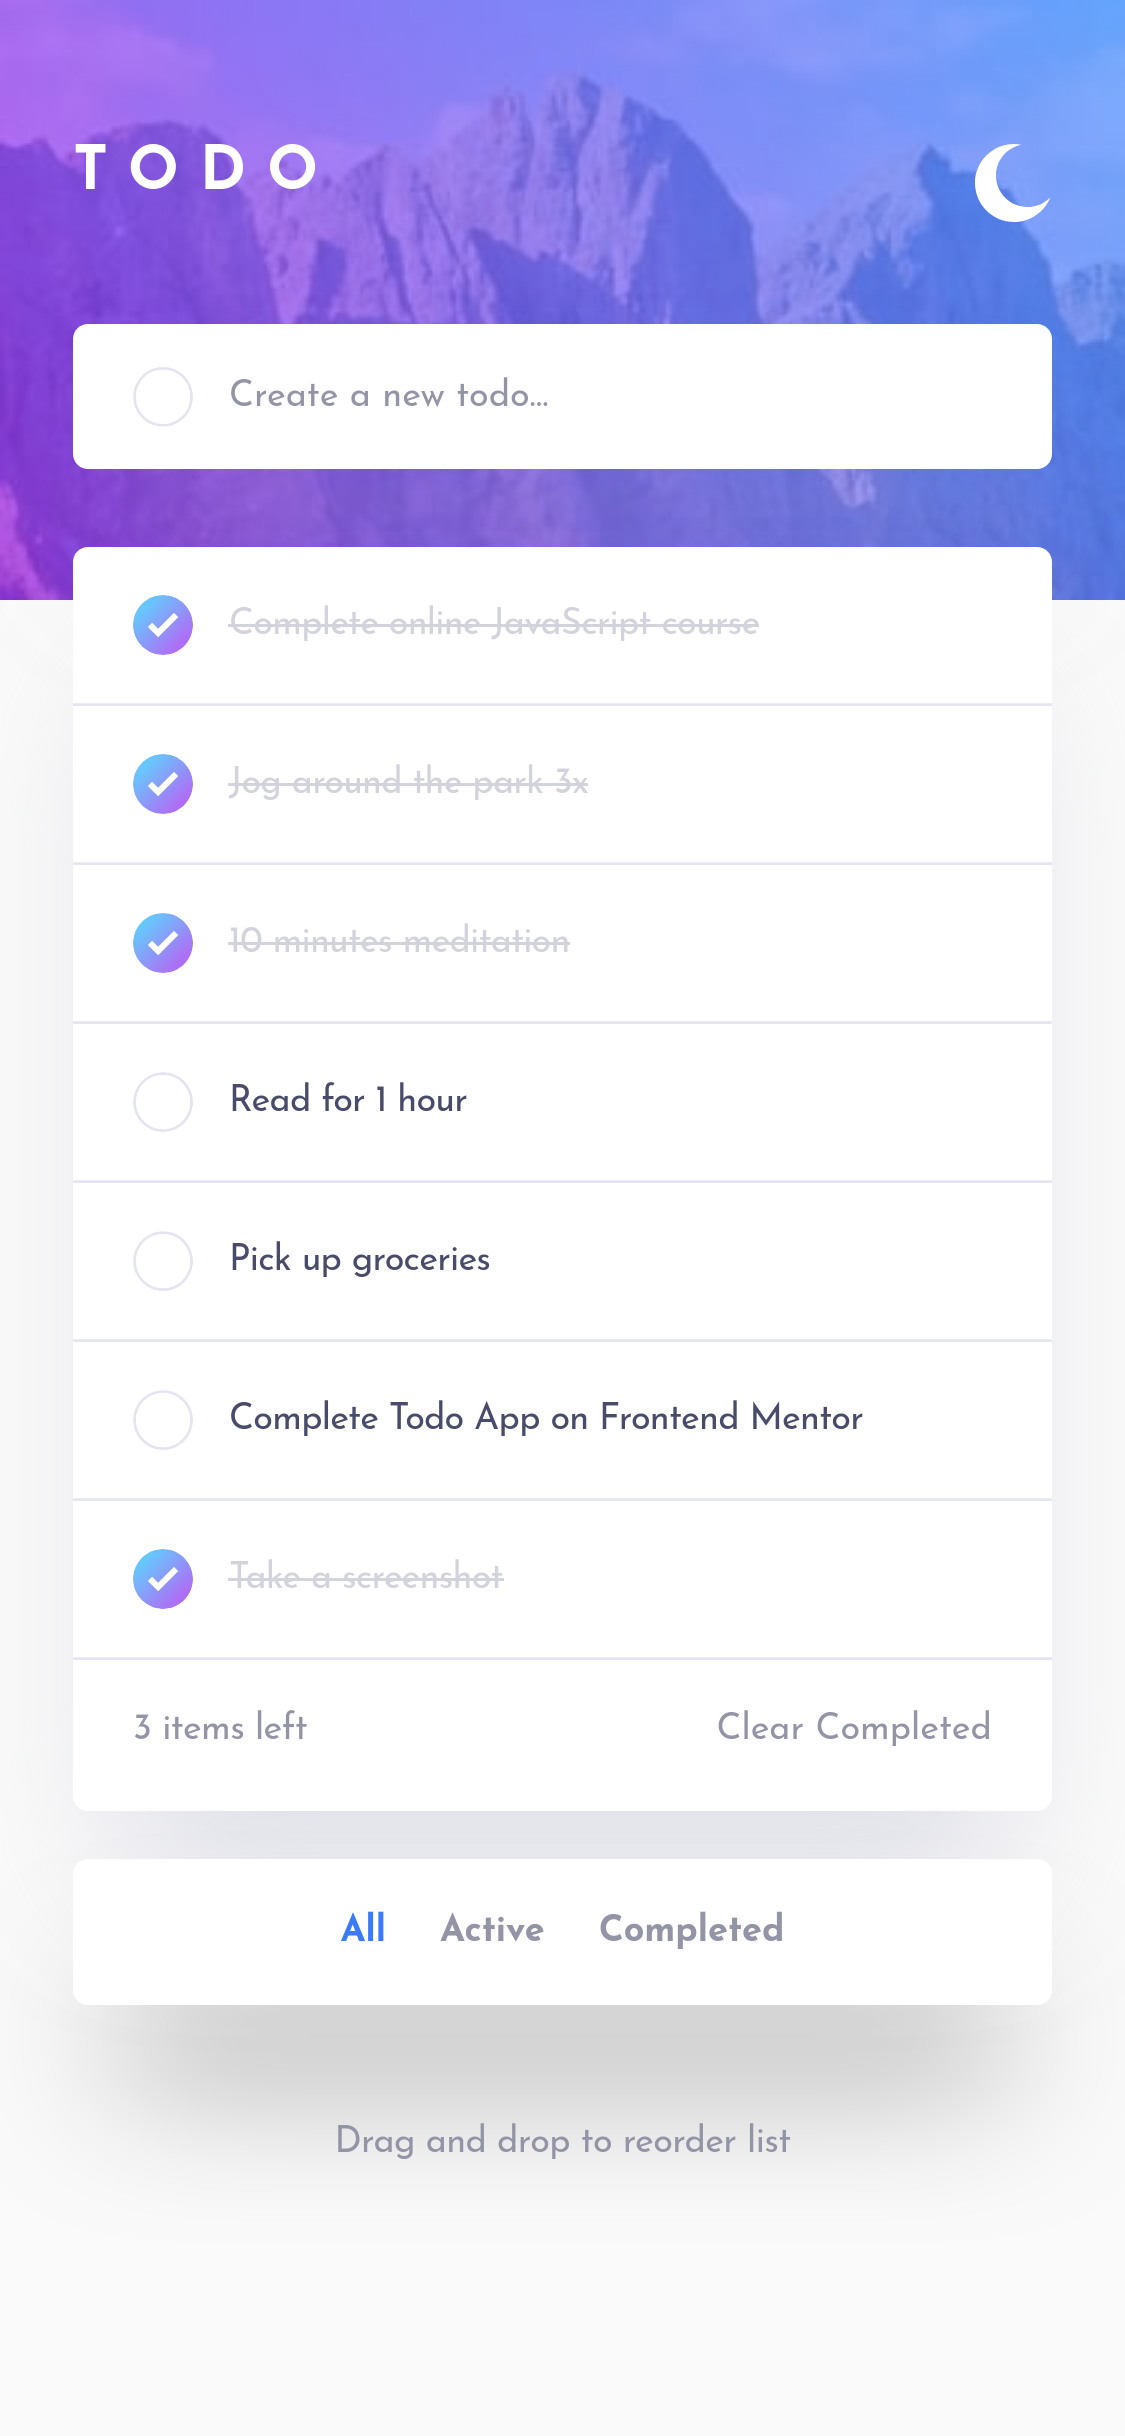 TODO
Create a new todo...
Complete online JavaScript course
Jog around the park 3x
10 minutes meditation
Read for 1 hour
Pick up groceries
Complete Todo App on Frontend Mentor
Take a screenshot
3 items left Clear Completed
All Active Completed
Drag and drop to reorder list